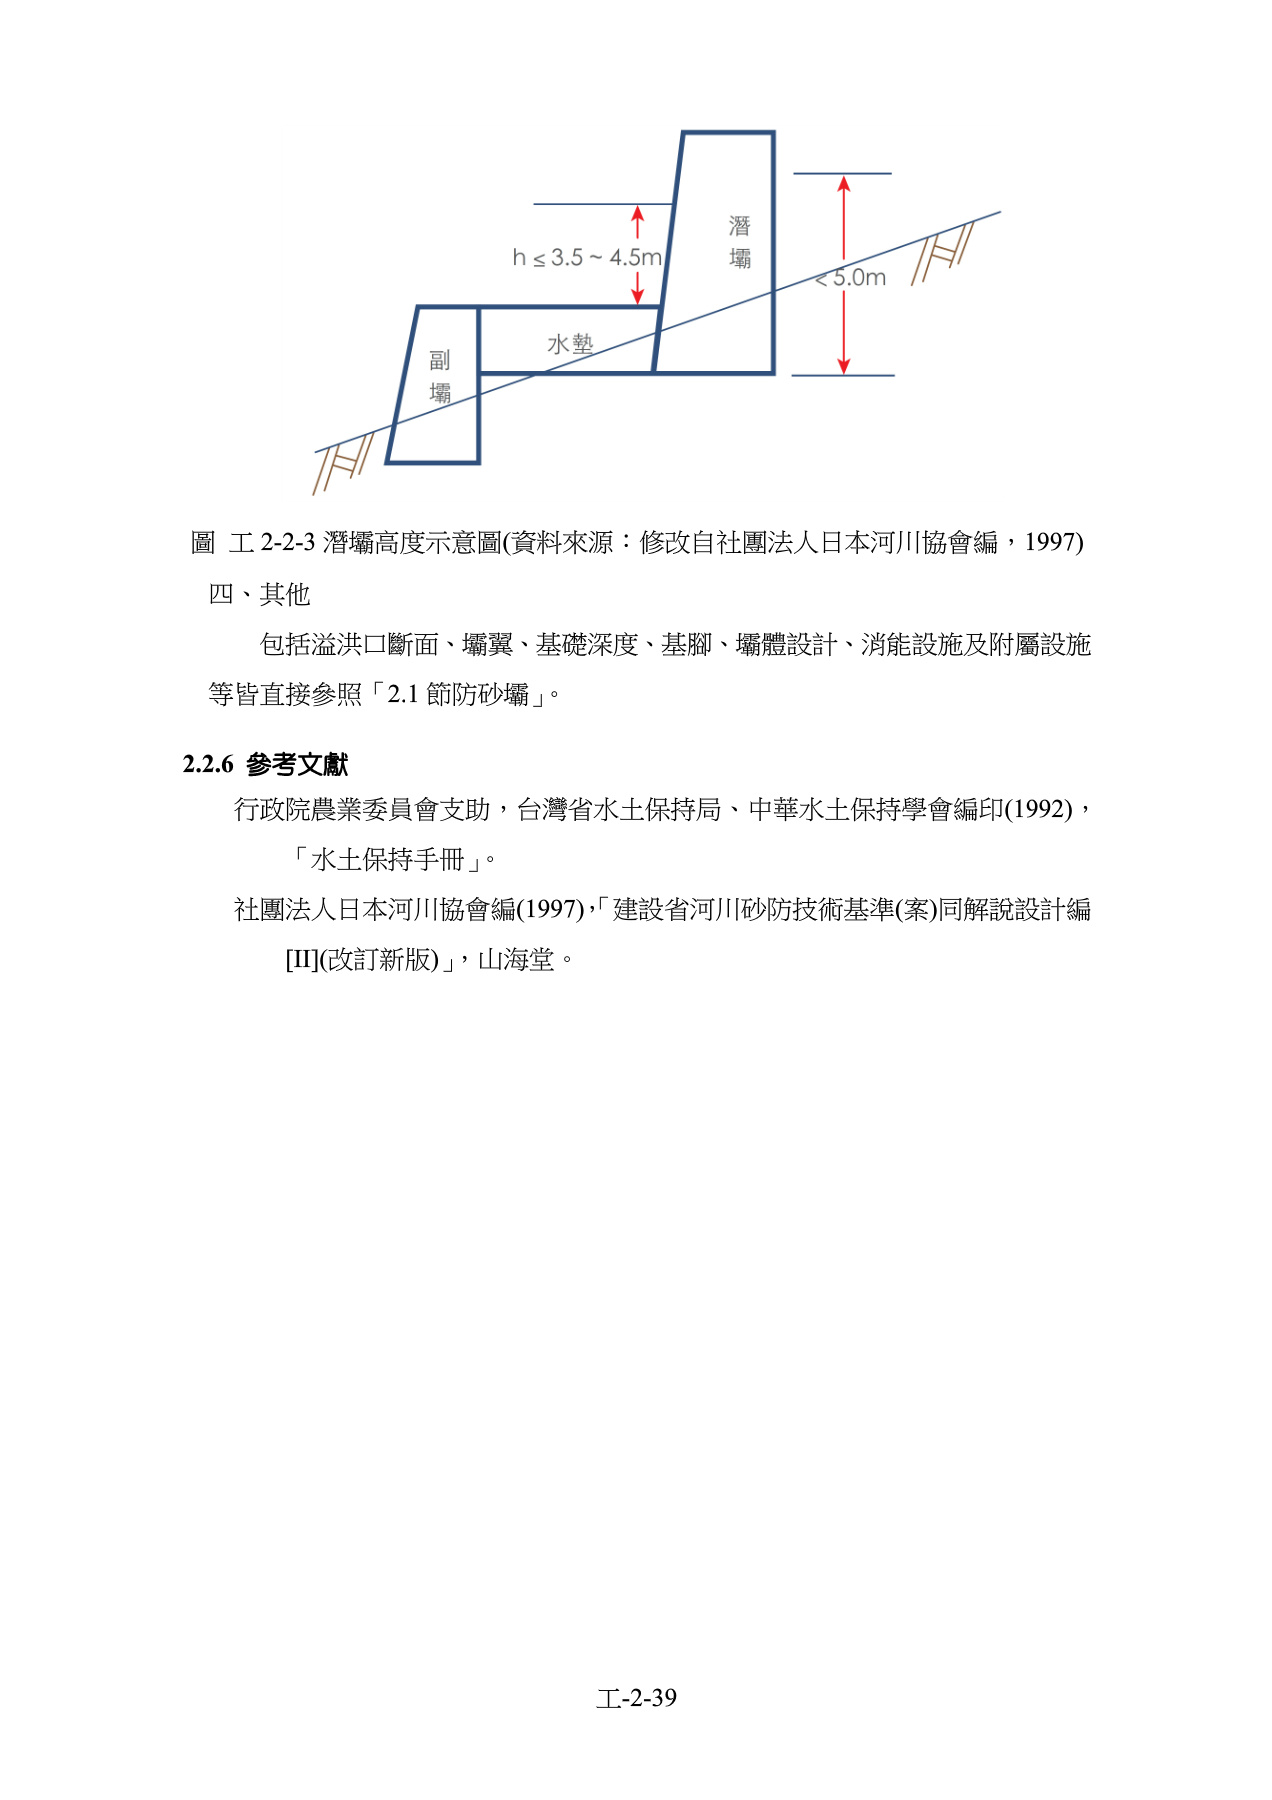 潛
壩
h ≤ 3.5 ~ 4.5m
< 5.0m
水墊
副
壩
圖 工 2-2-3 潛壩高度示意圖(資料來源：修改自社團法人日本河川協會編，1997)
四、其他
包括溢洪口斷面、壩翼、基礎深度、基腳、壩體設計、消能設施及附屬設施
等皆直接參照「2.1 節防砂壩」。
2.2.6 參考文獻
行政院農業委員會支助，台灣省水土保持局、中華水土保持學會編印(1992)，
「水土保持手冊」。
社團法人日本河川協會編(1997)，「建設省河川砂防技術基準(案)同解說設計編
[II](改訂新版)」，山海堂。
工-2-39